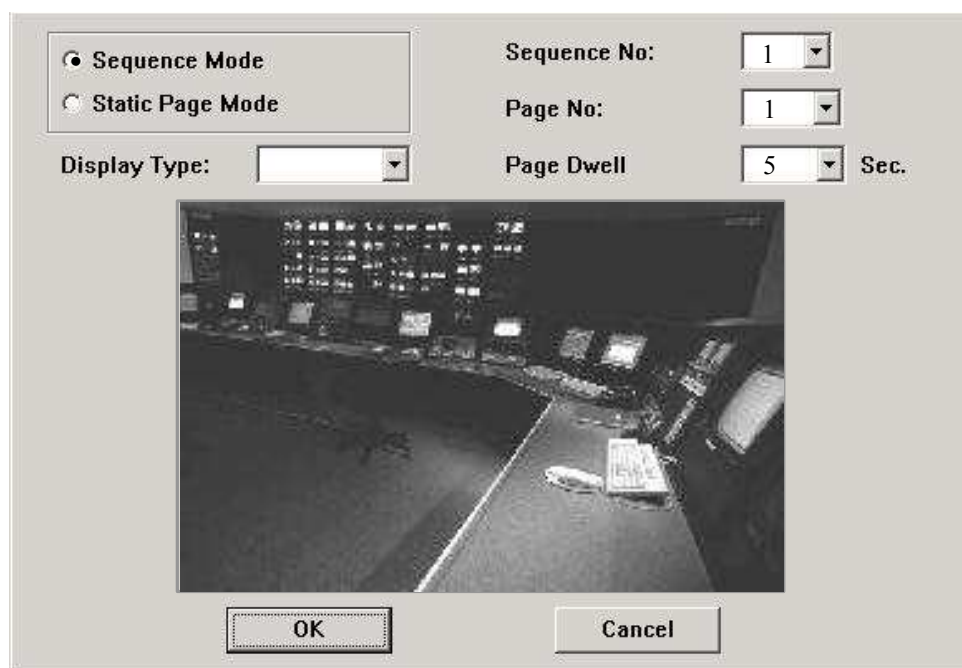 Sequence Mode
Static Page Mode
Display Type:
Sequence No: 1
Page No: 1
Page Dwell 5 Sec.
OK Cancel